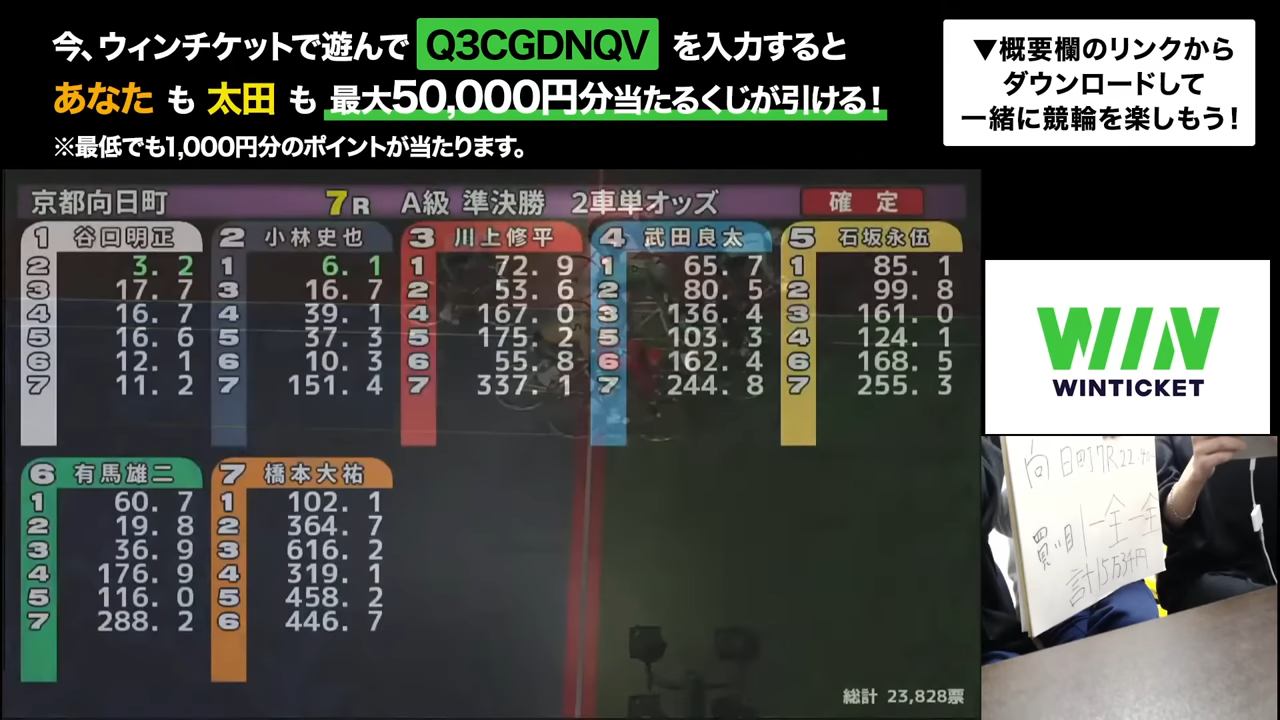 今、ウィンチケットで遊んで Q3CGDNQV を入力すると
あなた も 太田 も 最大50,000円分当たるくじが引ける!
※最低でも1,000円分のポイントが当たります。
▼概要欄のリンクから
ダウンロードして
一緒に競輪を楽しもう!
京都向日町 7R A級 準決勝 2車単オッズ 確定
1 谷口明正
2 3.2
3 17.7
4 16.7
5 16.6
6 12.1
7 11.2
2 小林史也
1 6.1
3 16.7
4 39.1
5 37.3
6 10.3
7 151.4
3 川上修平
1 72.9
2 53.6
4 167.0
5 175.2
6 55.8
7 337.1
4 武田良太
1 65.7
2 80.5
3 136.4
5 103.3
6 162.4
7 244.8
5 石坂永伍
1 85.1
2 99.8
3 161.0
4 124.1
6 168.5
7 255.3
6 有馬雄二
1 60.7
2 19.8
3 36.9
4 176.9
5 116.0
7 288.2
7 橋本大祐
1 102.1
2 364.7
3 616.2
4 319.1
5 458.2
6 446.7
総計 23,828票
WIN
WINTICKET
向日町7R
買い目 1-全-全
計15万3千円